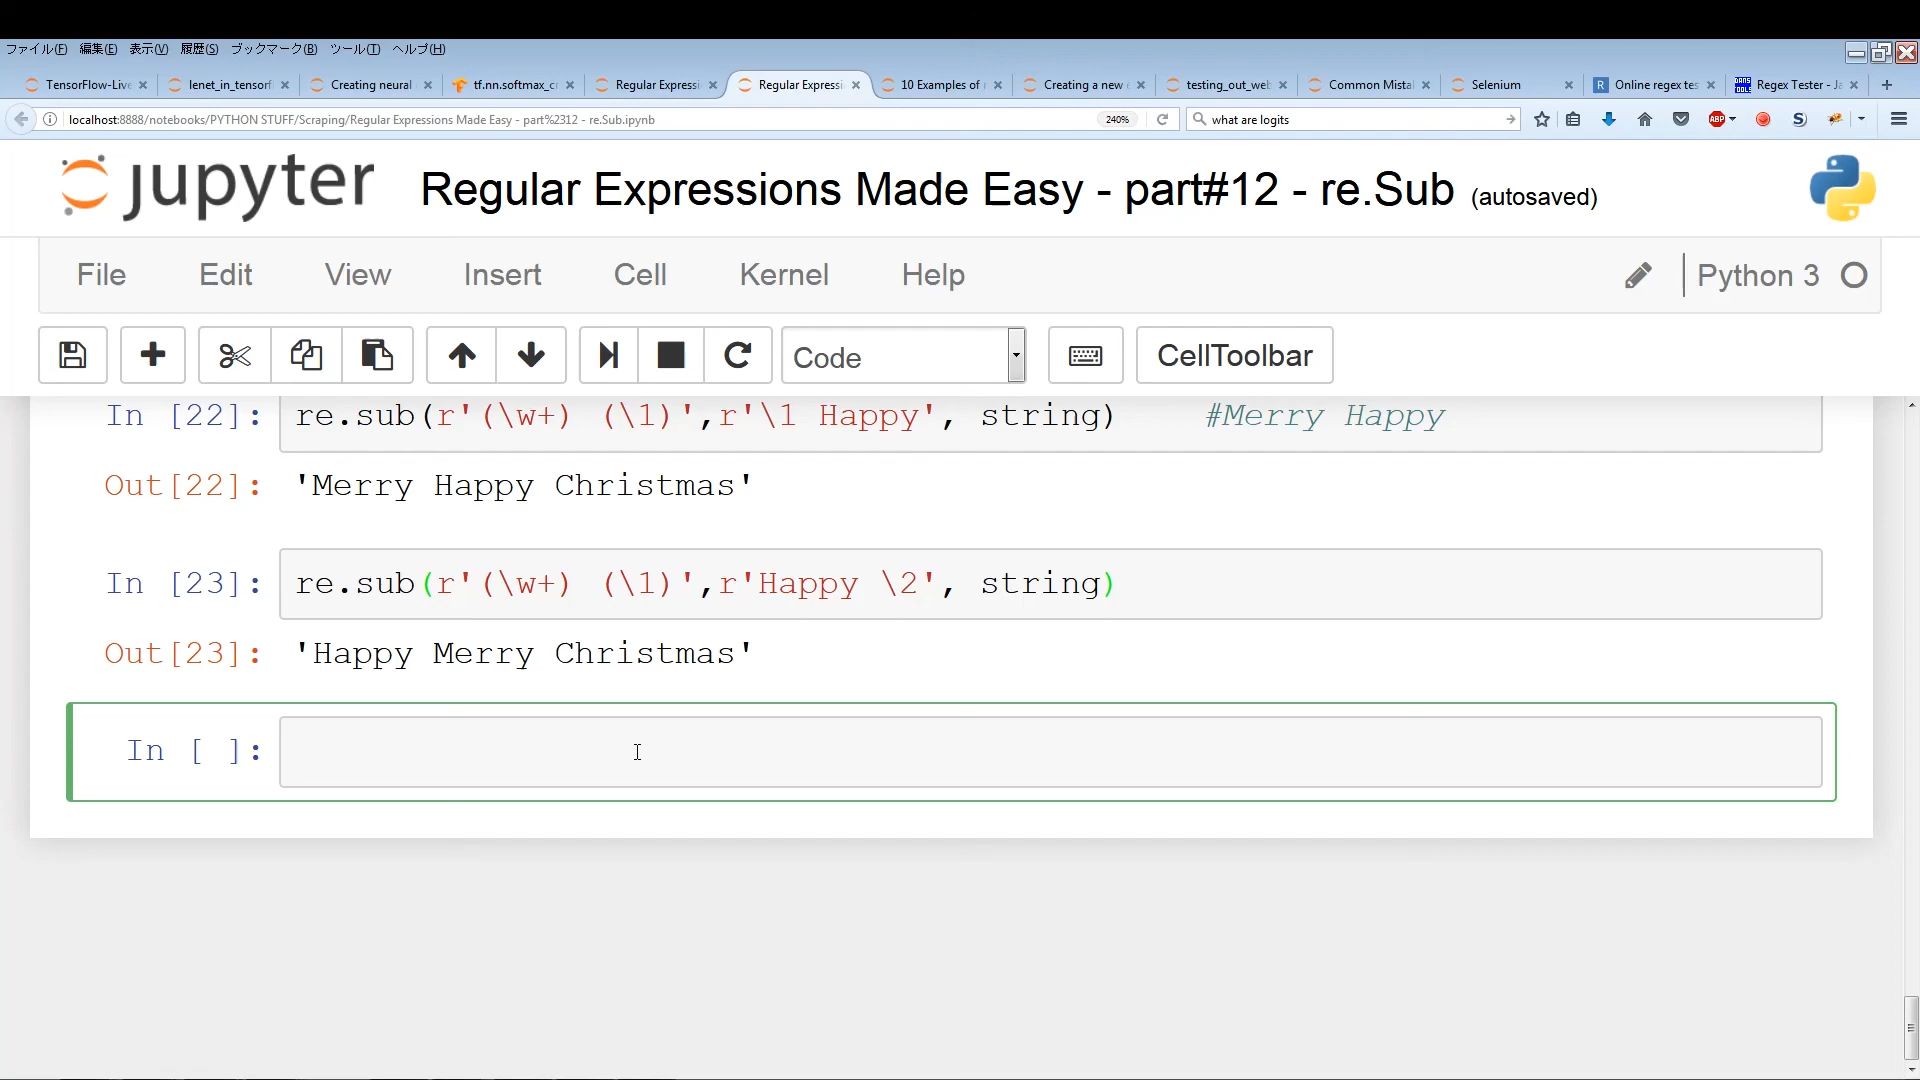 ファイル(F) 編集(E) 表示(V) 履歴(S) ブックマーク(B) ツール(T) ヘルプ(H)
TensorFlow-Live lenet_in_tensorf Creating neural tf.nn.softmax_cr Regular Expressi Regular Expressi 10 Examples of Creating a new testing_out_web Common Mistal Selenium R Online regex tes Regex Tester - Ja
localhost:8888/notebooks/PYTHON STUFF/Scraping/Regular Expressions Made Easy - part%2312 - re.Sub.ipynb 240% what are logits ABP S
jupyter Regular Expressions Made Easy - part#12 - re.Sub (autosaved)
File Edit View Insert Cell Kernel Help Python 3
Code CellToolbar
In [22]: re.sub(r'(\w+) (\1)',r'\1 Happy', string) #Merry Happy
Out[22]: 'Merry Happy Christmas'
In [23]: re.sub(r'(\w+) (\1)',r'Happy \2', string)
Out[23]: 'Happy Merry Christmas'
In [ ]: